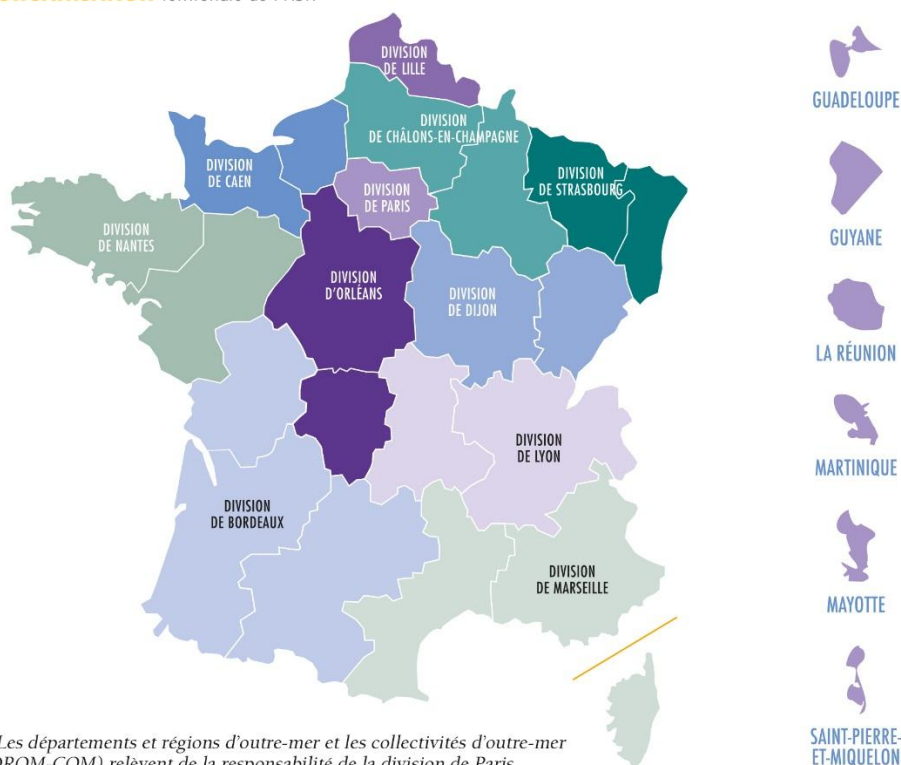 territoriale de l'ASN
DIVISION
DE LILLE
DIVISION
DE CHÂLONS-EN-CHAMPAGNE
DIVISION
DE CAEN
DIVISION
DE PARIS
DIVISION
DE STRASBOURG
DIVISION
DE NANTES
DIVISION
D'ORLÉANS
DIVISION
DE DIJON
DIVISION
DE LYON
DIVISION
DE BORDEAUX
DIVISION
DE MARSEILLE
GUADELOUPE
GUYANE
LA RÉUNION
MARTINIQUE
MAYOTTE
SAINT-PIERRE-
ET-MIQUELON
Les départements et régions d'outre-mer et les collectivités d'outre-mer
(DROM-COM) relèvent de la responsabilité de la division de Paris